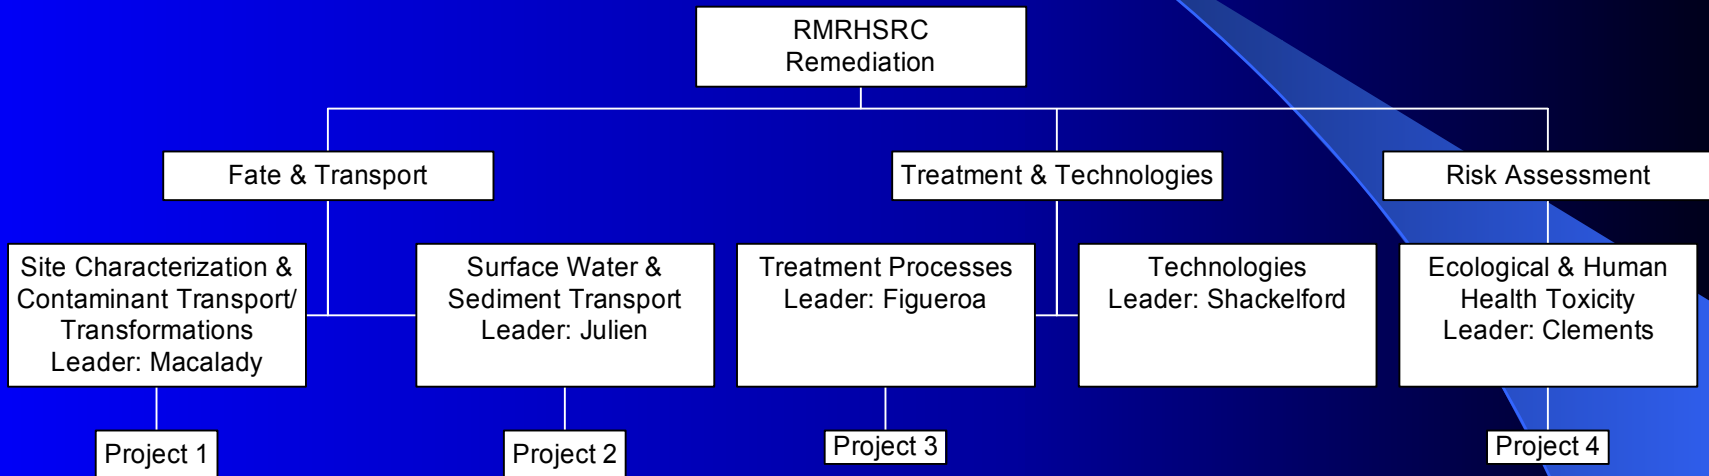 RMRHSRC
Remediation
Fate & Transport
Treatment & Technologies
Risk Assessment
Site Characterization &
Contaminant Transport/
Transformations
Leader: Macalady
Surface Water &
Sediment Transport
Leader: Julien
Treatment Processes
Leader: Figueroa
Technologies
Leader: Shackelford
Ecological & Human
Health Toxicity
Leader: Clements
Project 1
Project 2
Project 3
Project 4